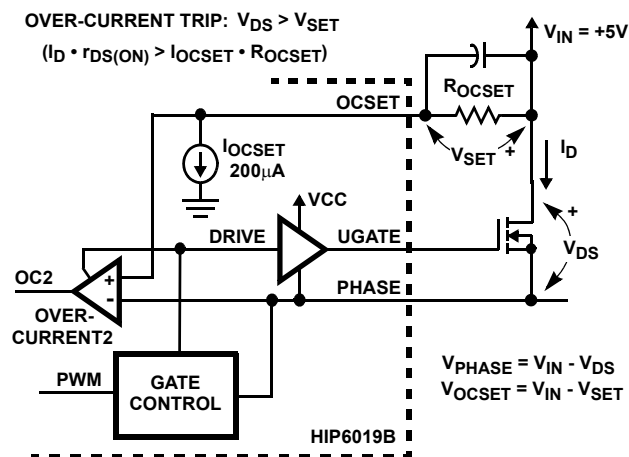 OVER-CURRENT TRIP: VDS > VSET
(ID • rDS(ON) > IOCSET • ROCSET)
VIN = +5V
OCSET
ROCSET
VSET +
ID
IOCSET
200µA
VCC
DRIVE
UGATE
+
VDS
OC2
+
-
PHASE
OVER-
CURRENT2
PWM
GATE
CONTROL
VPHASE = VIN - VDS
VOCSET = VIN - VSET
HIP6019B